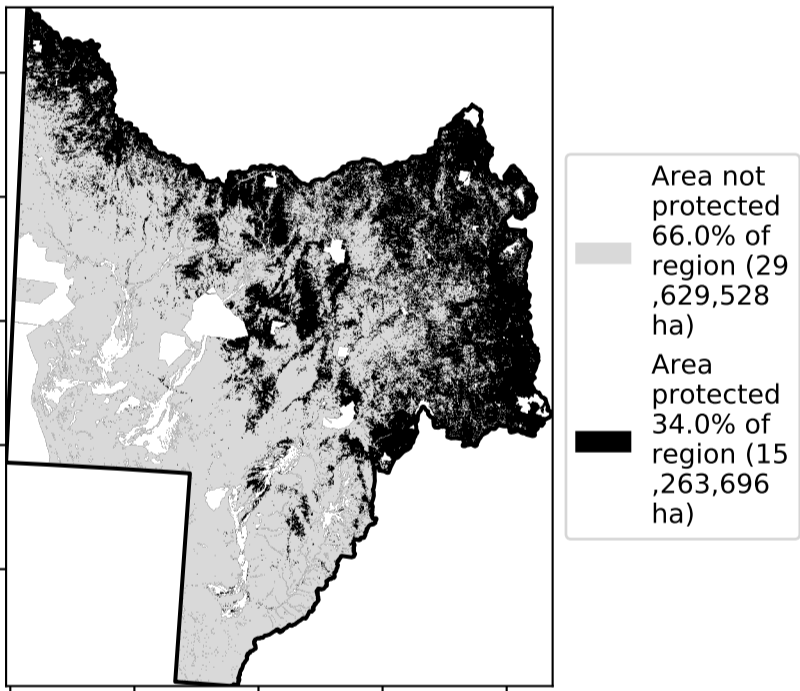 Area not
protected
66.0% of
region (29
,629,528
ha)
Area
protected
34.0% of
region (15
,263,696
ha)